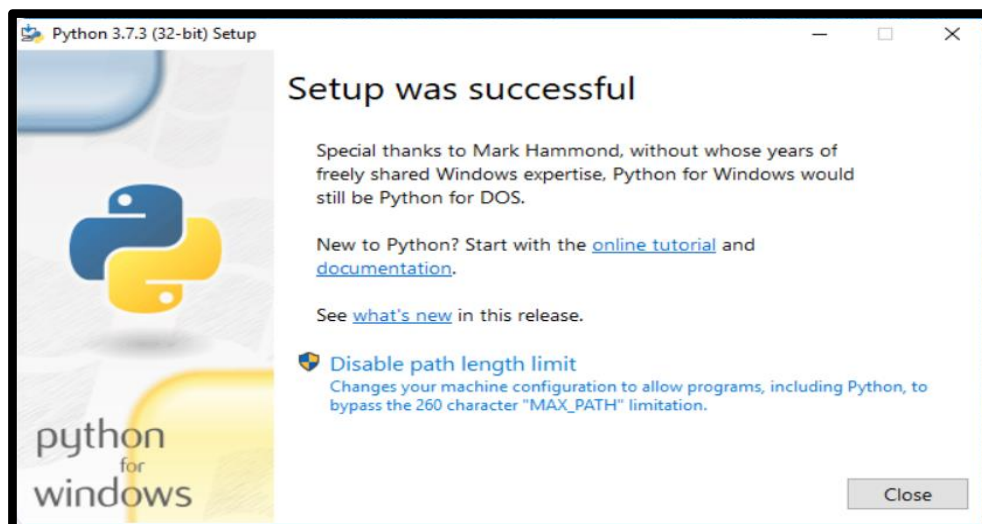 Python 3.7.3 (32-bit) Setup
Setup was successful
Special thanks to Mark Hammond, without whose years of
freely shared Windows expertise, Python for Windows would
still be Python for DOS.
New to Python? Start with the online tutorial and
documentation.
See what's new in this release.
Disable path length limit
Changes your machine configuration to allow programs, including Python, to
bypass the 260 character "MAX_PATH" limitation.
python
for
windows
Close